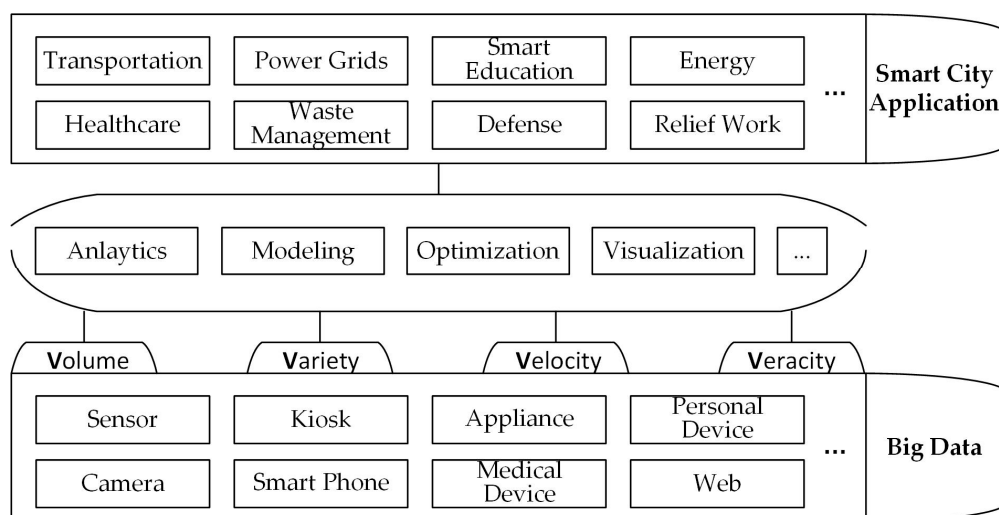 Transportation
Power Grids
Smart
Education
Energy
...
Smart City
Application
Healthcare
Waste
Management
Defense
Relief Work
Anlaytics
Modeling
Optimization
Visualization
...
Volume
Variety
Velocity
Veracity
Sensor
Kiosk
Appliance
Personal
Device
...
Big Data
Camera
Smart Phone
Medical
Device
Web